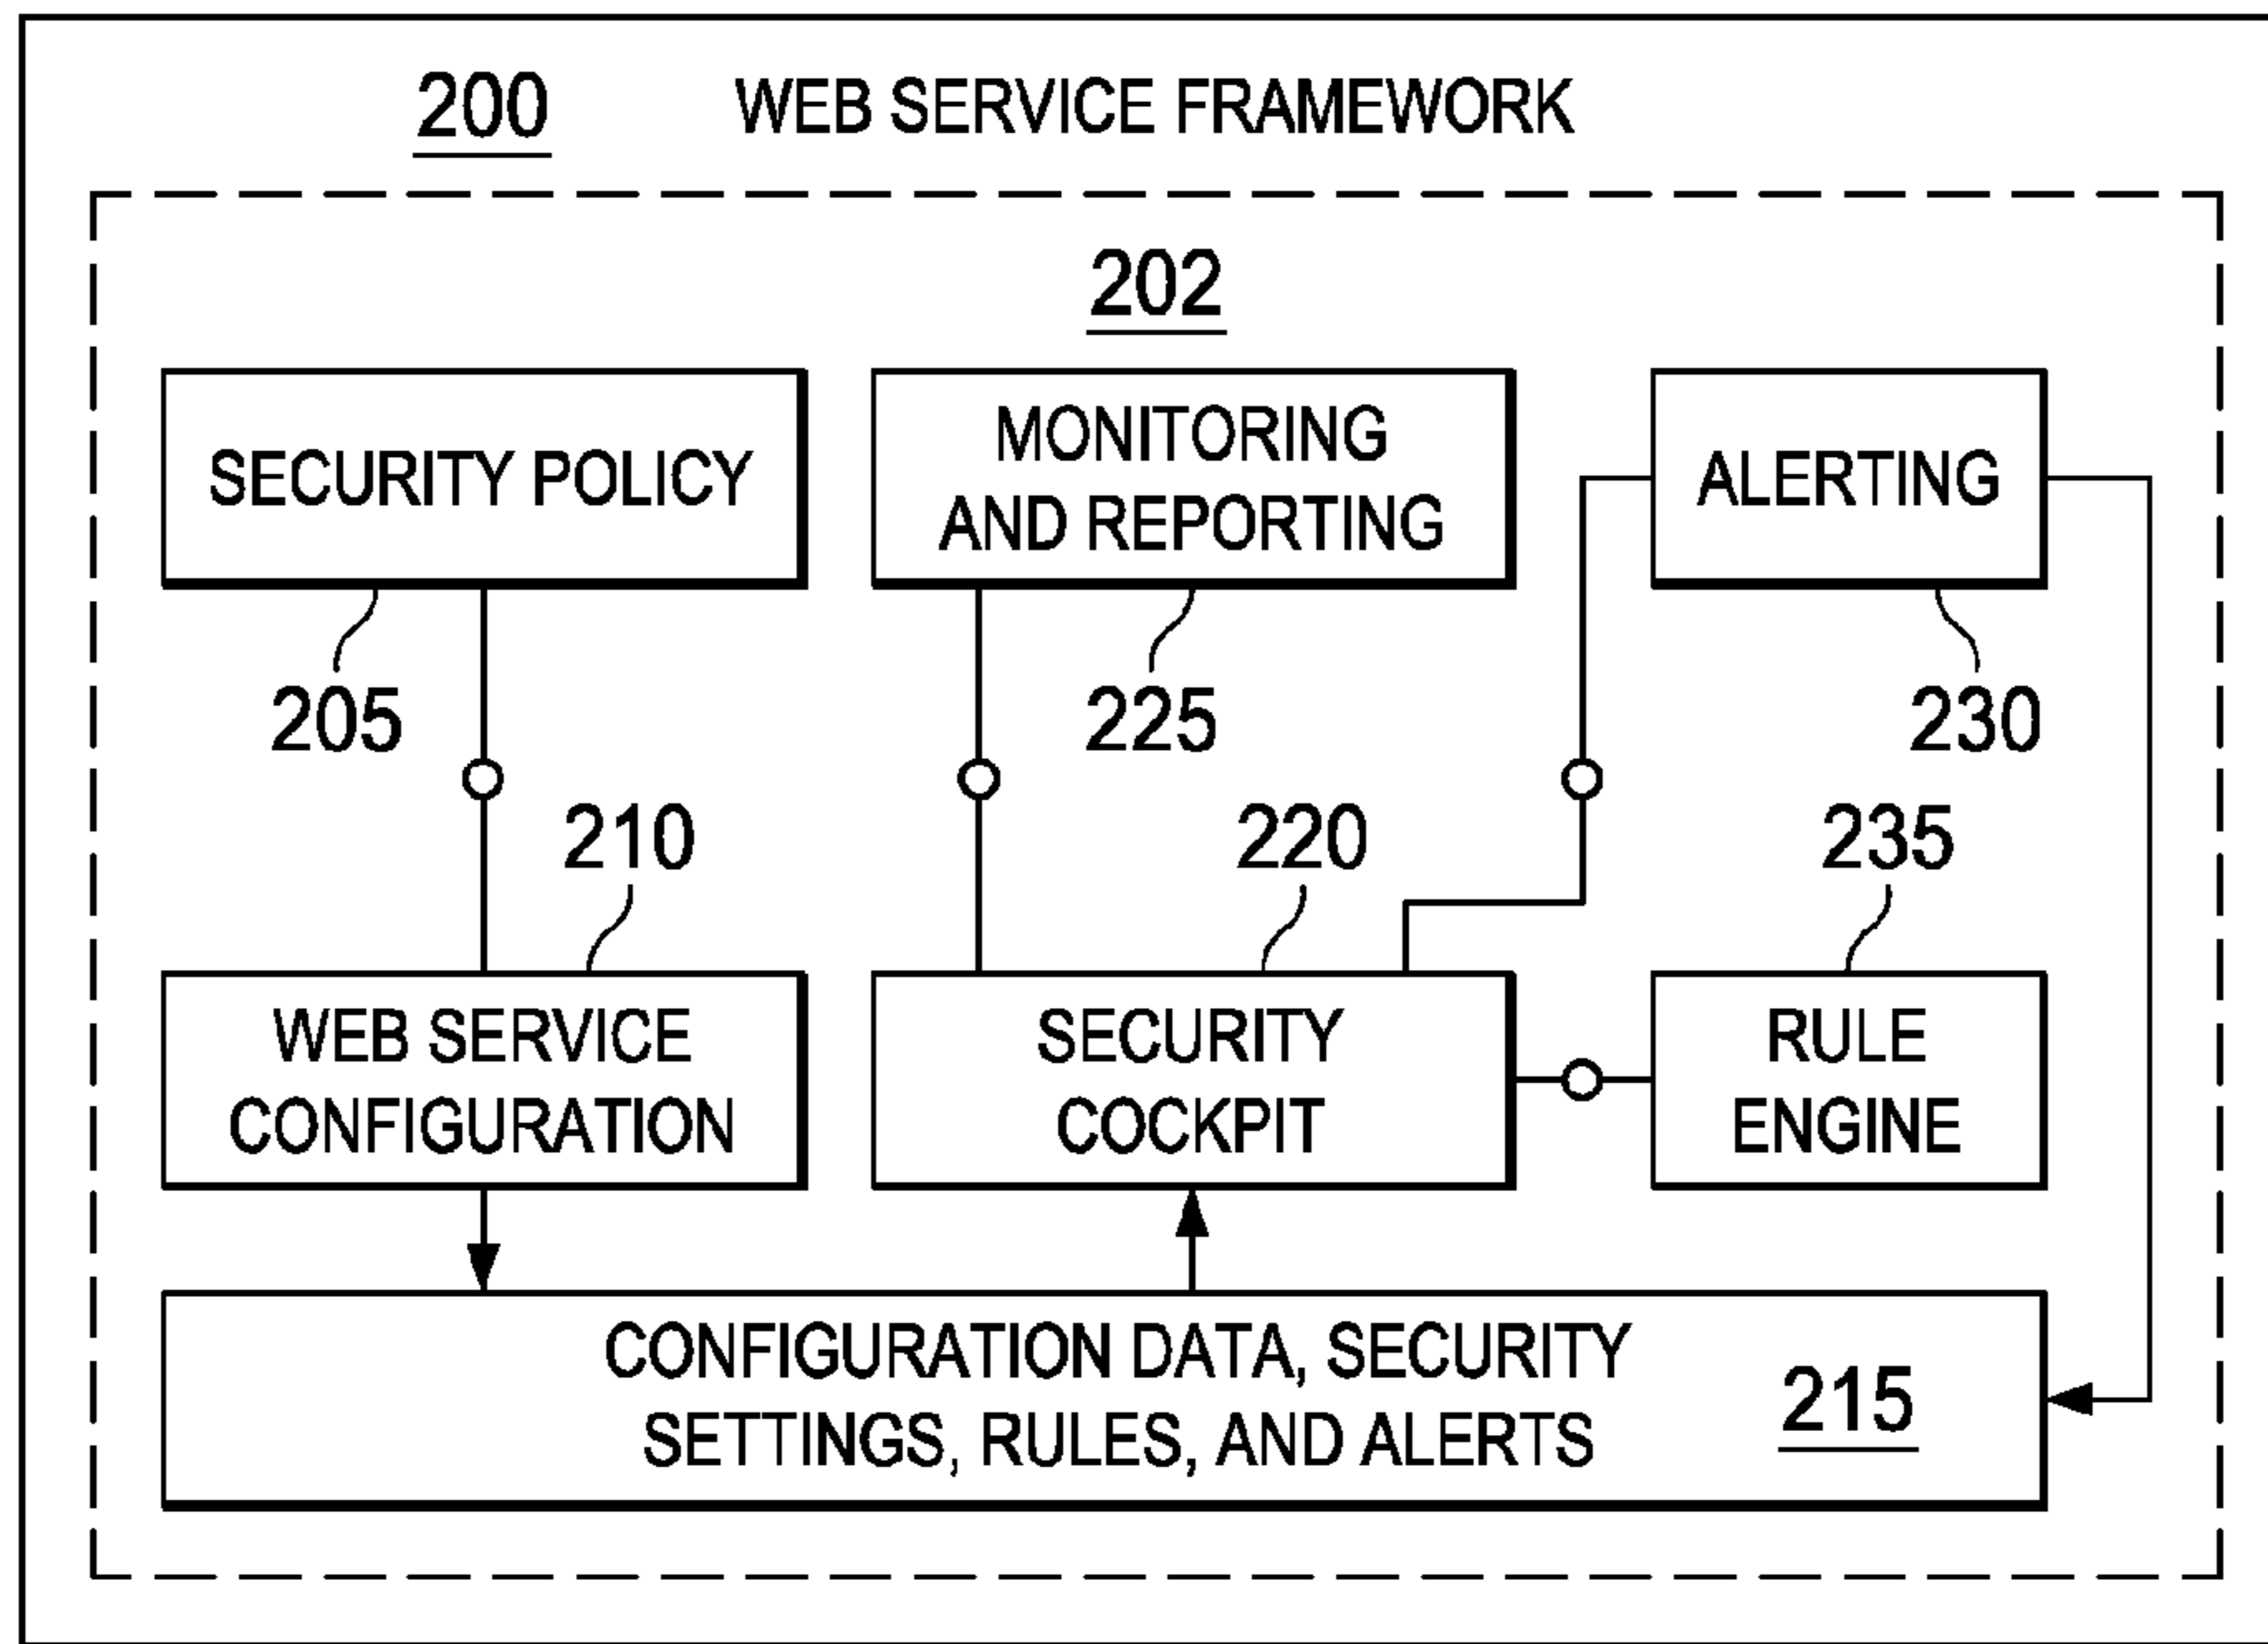 200 WEB SERVICE FRAMEWORK
202
SECURITY POLICY
MONITORING
AND REPORTING
ALERTING
205
225
230
210
220
235
WEB SERVICE
CONFIGURATION
SECURITY
COCKPIT
RULE
ENGINE
CONFIGURATION DATA, SECURITY
SETTINGS, RULES, AND ALERTS
215